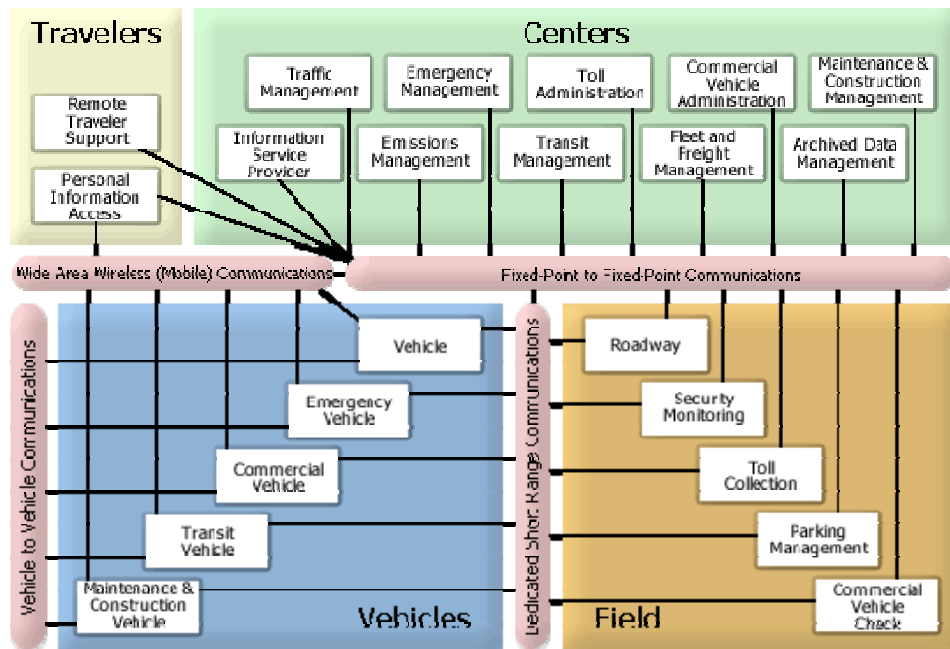 Travelers
Centers
Remote
Traveler
Support
Personal
Information
Access
Traffic
Management
Emergency
Nanagement
Toll
Administration
Commercial
Vehicle
Administration
Maintenance &
Construction
Management
Information
Service
Provider
Emissions
Management
Transit
Management
Fleet and
Freight
Management
Archived Data
Management
Wide Area Wireless (Mobile) Communications
Fixed-Point to Fixed-Point Communications
Vehicle to Vehicle Communications
Vehicle
Emergency
Vehicle
Commercial
Vehicle
Transit
Vehicle
Maintenance &
Construction
Vehicle
Vehicles
Dedicated Short Range Communications
Roadway
Security
Monitoring
Toll
Collection
Parking
Management
Commercial
Vehicle
Check
Field